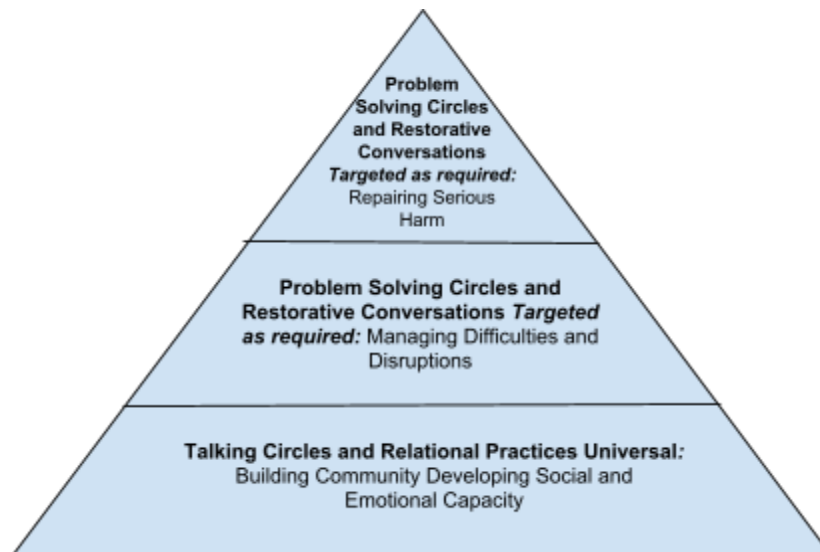 Problem
Solving Circles
and Restorative
Conversations
Targeted as required:
Repairing Serious
Harm
Problem Solving Circles and
Restorative Conversations Targeted
as required: Managing Difficulties and
Disruptions
Talking Circles and Relational Practices Universal:
Building Community Developing Social and
Emotional Capacity